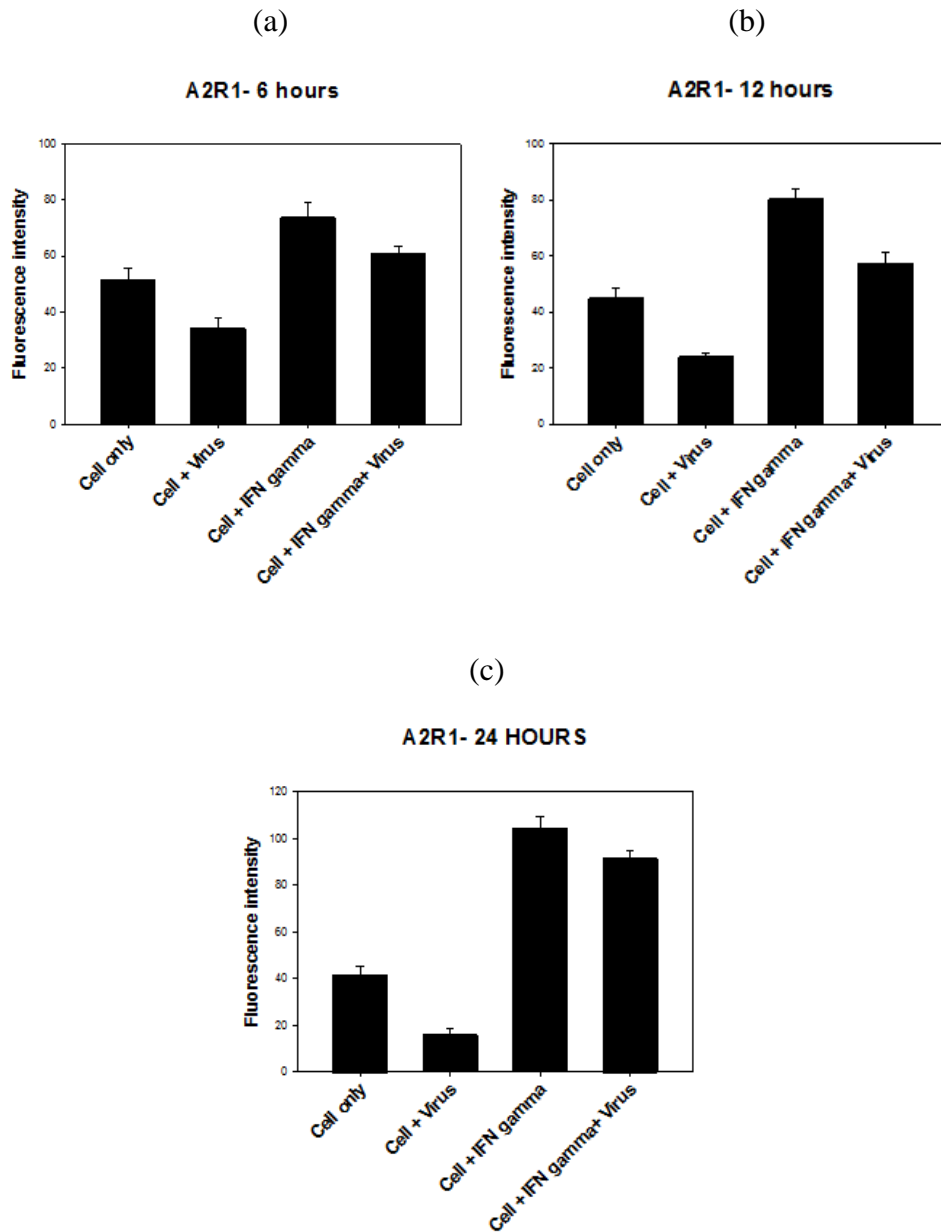 (a)
A2R1- 6 hours
Fluorescence intensity
100
80
60
40
20
0
Cell only
Cell + Virus
Cell + IFN gamma
Cell + IFN gamma+ Virus
(b)
A2R1- 12 hours
Fluorescence intensity
100
80
60
40
20
0
Cell only
Cell + Virus
Cell + IFN gamma
Cell + IFN gamma+ Virus
(c)
A2R1- 24 HOURS
Fluorescence intensity
120
100
80
60
40
20
0
Cell only
Cell + Virus
Cell + IFN gamma
Cell + IFN gamma+ Virus